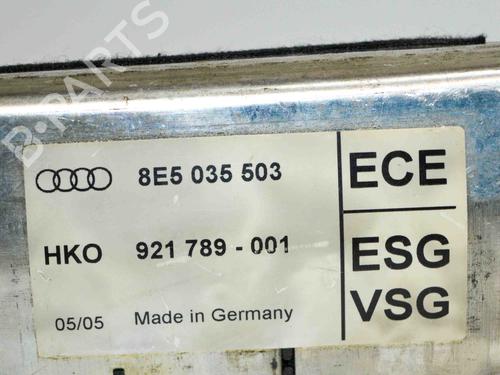 B-PARTS
8E5 035 503
ECE
HKO 921 789 - 001
ESG
VSG
05/05 Made in Germany